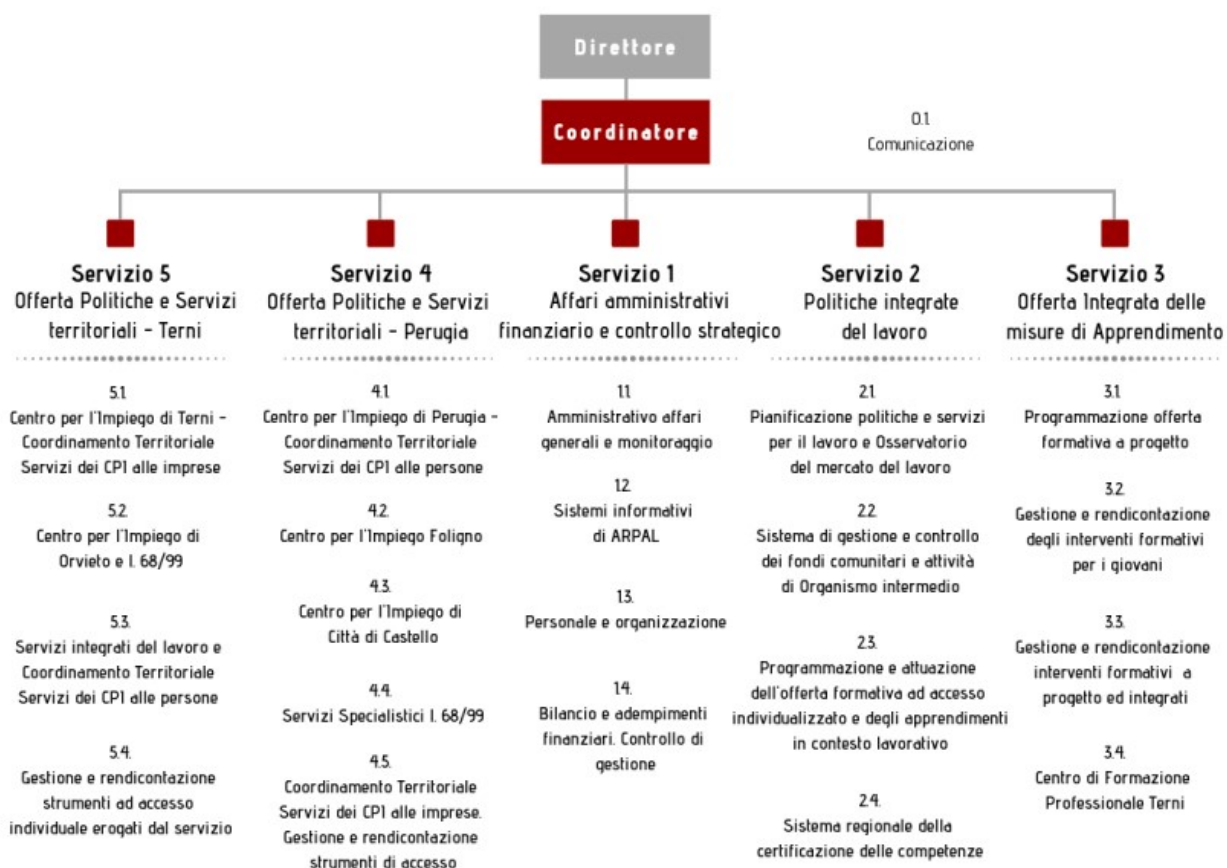 Direttore
Coordinatore
0.1.
Comunicazione
Servizio 5
Offerta Politiche e Servizi
territoriali - Terni
5.1.
Centro per l'Impiego di Terni -
Coordinamento Territoriale
Servizi dei CPI alle imprese
5.2.
Centro per l'Impiego di
Orvieto e l. 68/99
5.3.
Servizi integrati del lavoro e
Coordinamento Territoriale
Servizi dei CPI alle persone
5.4.
Gestione e rendicontazione
strumenti ad accesso
individuale erogati dal servizio
Servizio 4
Offerta Politiche e Servizi
territoriali - Perugia
4.1.
Centro per l'Impiego di Perugia -
Coordinamento Territoriale
Servizi dei CPI alle persone
4.2.
Centro per l'Impiego Foligno
4.3.
Centro per l'Impiego di
Città di Castello
4.4.
Servizi Specialistici l. 68/99
4.5.
Coordinamento Territoriale
Servizi dei CPI alle imprese.
Gestione e rendicontazione
strumenti di accesso
Servizio 1
Affari amministrativi
finanziario e controllo strategico
1.1.
Amministrativo affari
generali e monitoraggio
1.2.
Sistemi informativi
di ARPAL
1.3.
Personale e organizzazione
1.4.
Bilancio e adempimenti
finanziari. Controllo di
gestione
Servizio 2
Politiche integrate
del lavoro
2.1.
Pianificazione politiche e servizi
per il lavoro e Osservatorio
del mercato del lavoro
2.2.
Sistema di gestione e controllo
dei fondi comunitari e attività
di Organismo intermedio
2.3.
Programmazione e attuazione
dell'offerta formativa ad accesso
individualizzato e degli apprendimenti
in contesto lavorativo
2.4.
Sistema regionale della
certificazione delle competenze
Servizio 3
Offerta Integrata delle
misure di Apprendimento
3.1.
Programmazione offerta
formativa a progetto
3.2.
Gestione e rendicontazione
degli interventi formativi
per i giovani
3.3.
Gestione e rendicontazione
interventi formativi a
progetto ed integrati
3.4.
Centro di Formazione
Professionale Terni